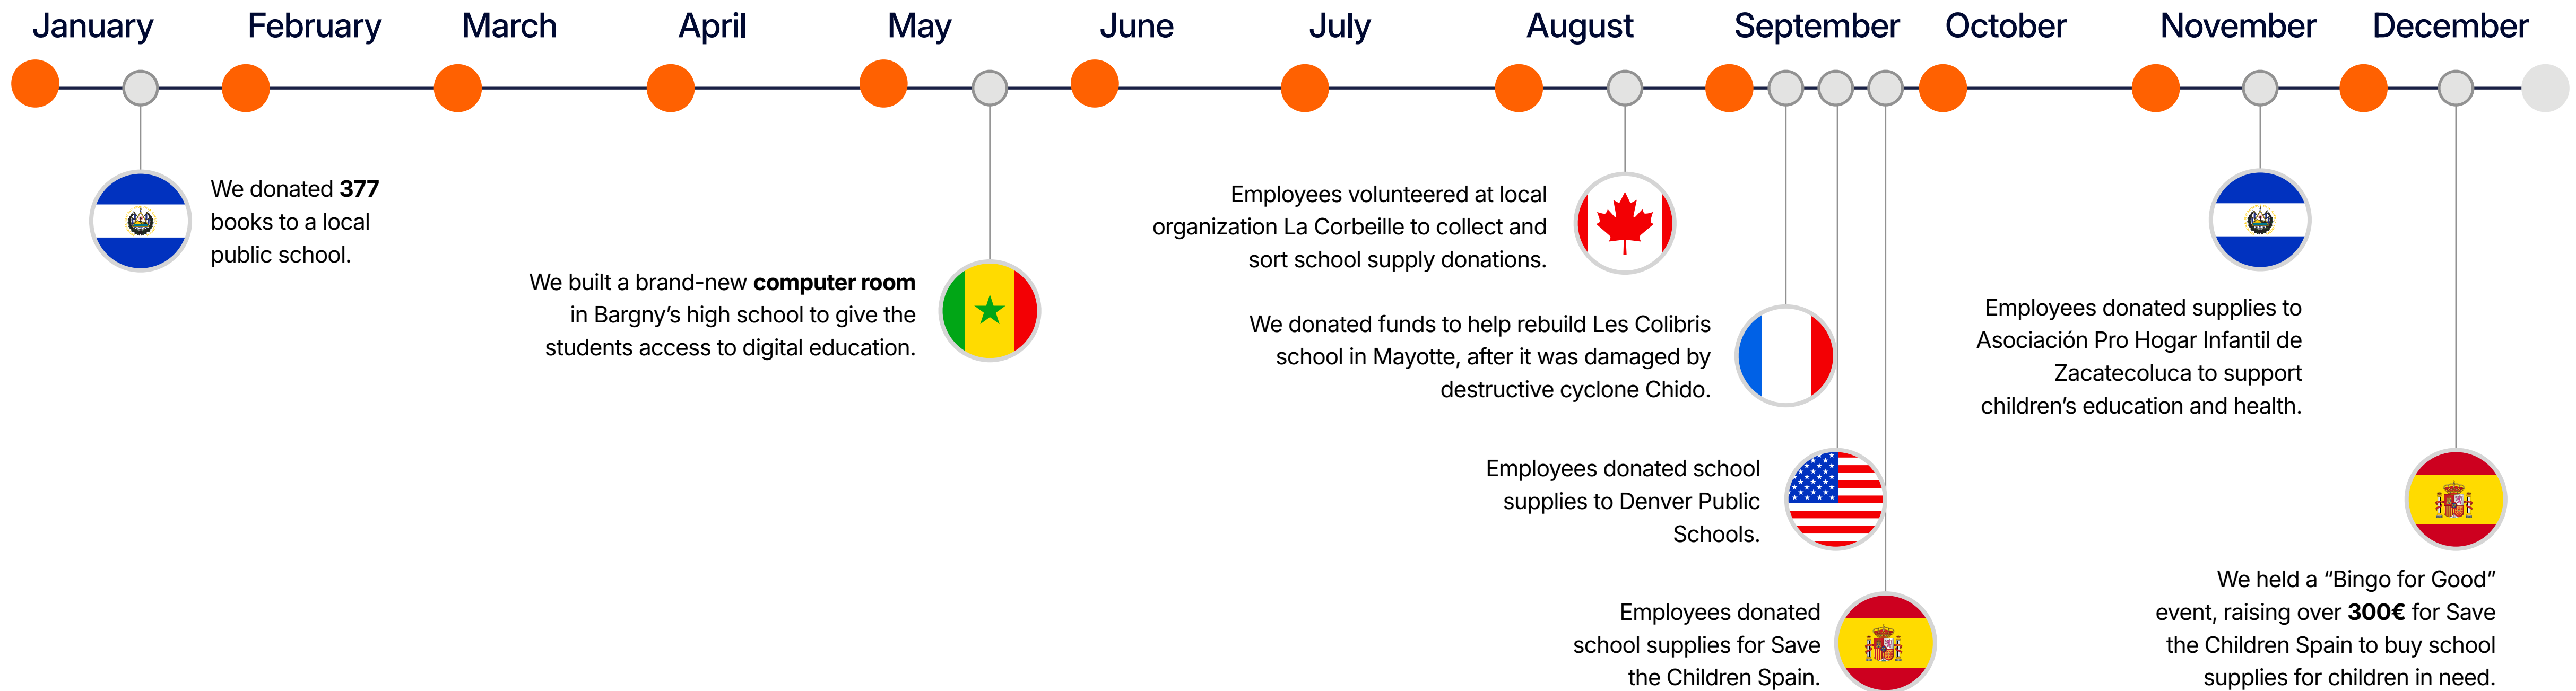 January
February
March
April
May
June
July
August
September
October
November
December
We donated 377
books to a local
public school.
We built a brand-new computer room
in Bargny’s high school to give the
students access to digital education.
Employees volunteered at local
organization La Corbeille to collect and
sort school supply donations.
We donated funds to help rebuild Les Colibris
school in Mayotte, after it was damaged by
destructive cyclone Chido.
Employees donated school
supplies to Denver Public
Schools.
Employees donated
school supplies for Save
the Children Spain.
Employees donated supplies to
Asociación Pro Hogar Infantil de
Zacatecoluca to support
children’s education and health.
We held a “Bingo for Good”
event, raising over 300€ for Save
the Children Spain to buy school
supplies for children in need.